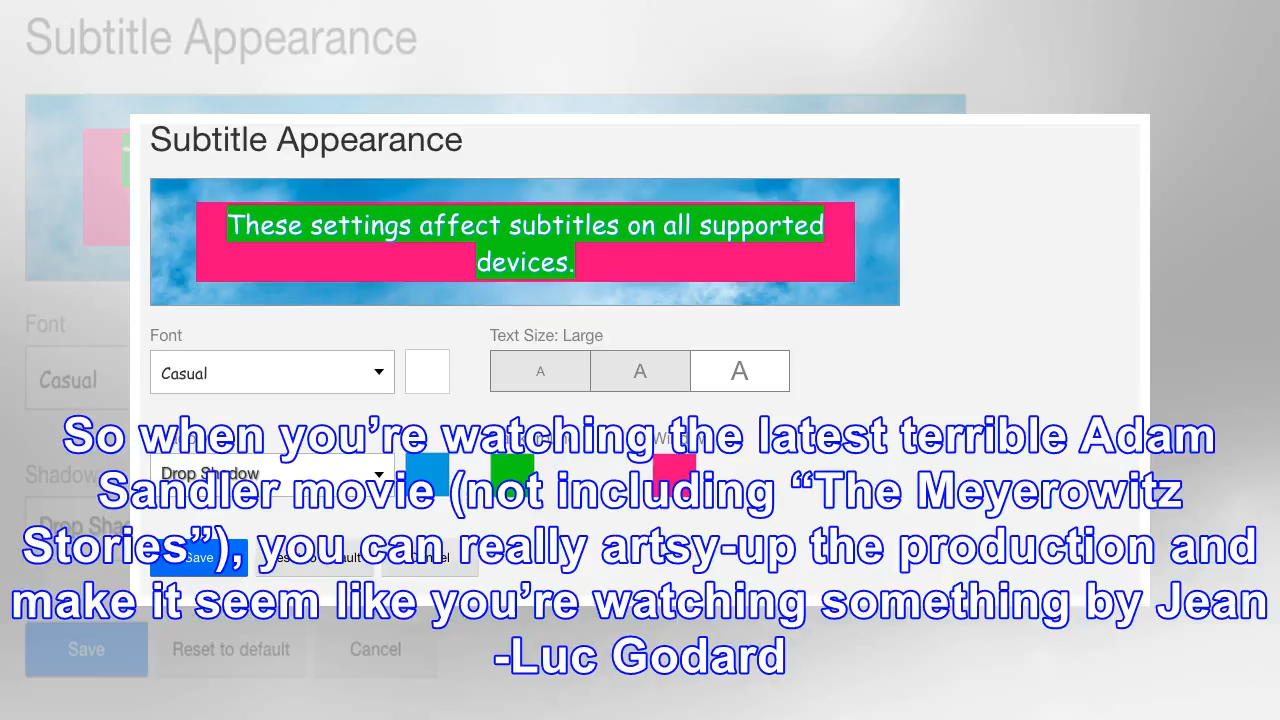 Subtitle Appearance
Subtitle Appearance
These settings affect subtitles on all supported
devices.
Font
Font
Text Size: Large
Casual
Casual
A
A
A
So when you’re watching the latest terrible Adam
Shadow
Drop Shadow
Sandler movie (not including “The Meyerowitz
Drop Sha
Stories”), you can really artsy-up the production and
Save
make it seem like you’re watching something by Jean
-Luc Godard
Save
Reset to default
Cancel